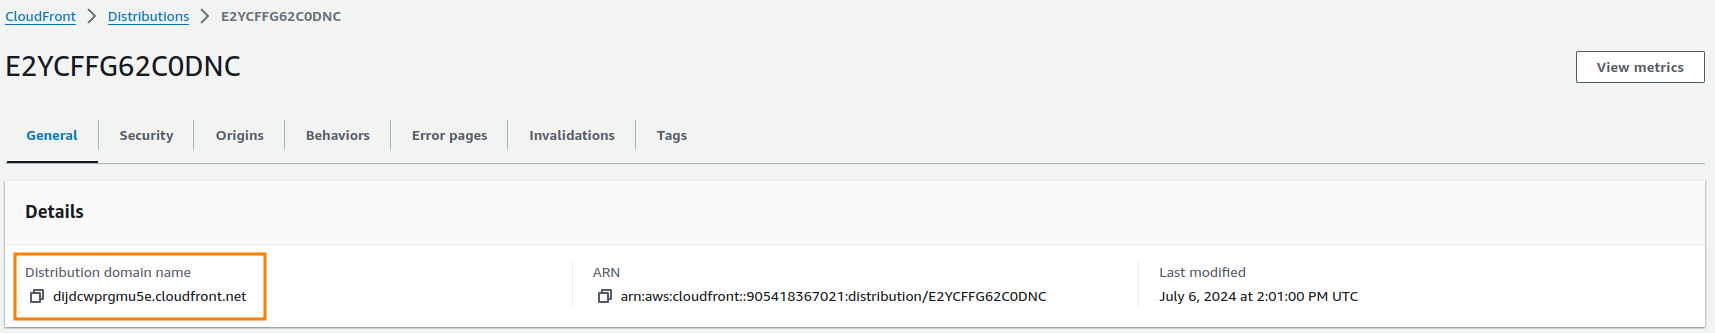 CloudFront > Distributions > E2YCFFG62C0DNC
E2YCFFG62C0DNC
View metrics
General Security Origins Behaviors Error pages Invalidations Tags
Details
Distribution domain name ARN Last modified
dijdcwprgmu5e.cloudfront.net arn:aws:cloudfront::905418367021:distribution/E2YCFFG62C0DNC July 6, 2024 at 2:01:00 PM UTC